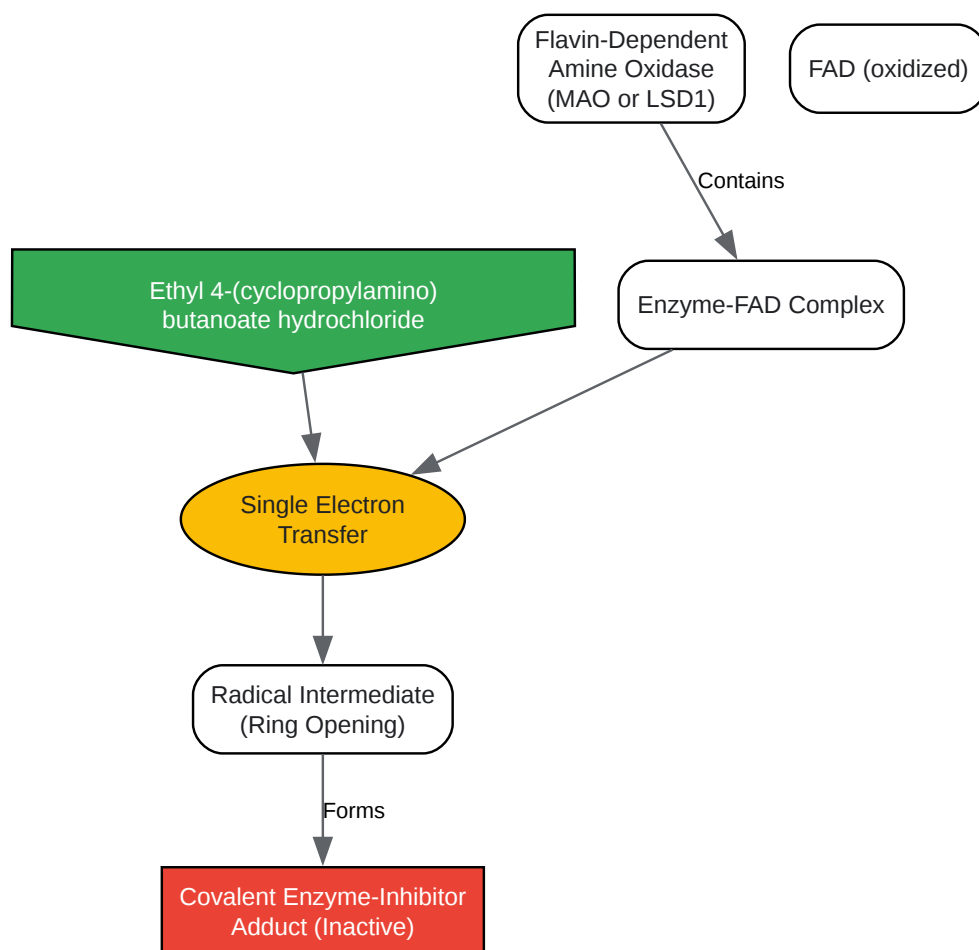 Flavin-Dependent
Amine Oxidase
(MAO or LSD1)
FAD (oxidized)
Contains
Ethyl 4-(cyclopropylamino)
butanoate hydrochloride
Enzyme-FAD Complex
Single Electron
Transfer
Radical Intermediate
(Ring Opening)
Forms
Covalent Enzyme-Inhibitor
Adduct (Inactive)